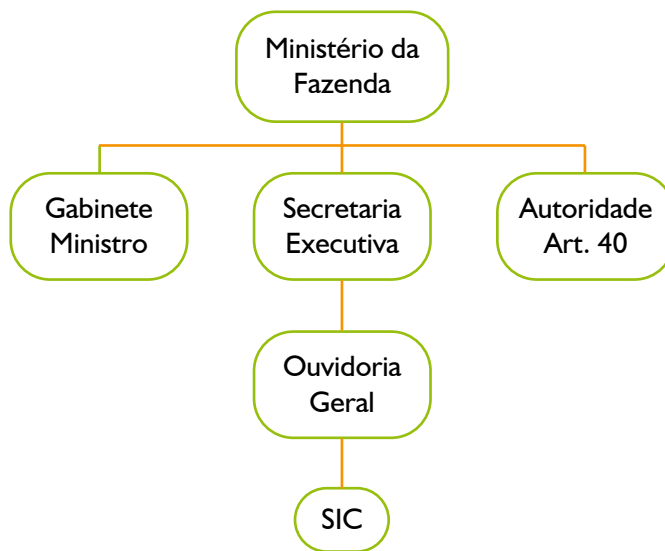 Ministério da
Fazenda
Gabinete
Ministro
Secretaria
Executiva
Autoridade
Art. 40
Ouvidoria
Geral
SIC